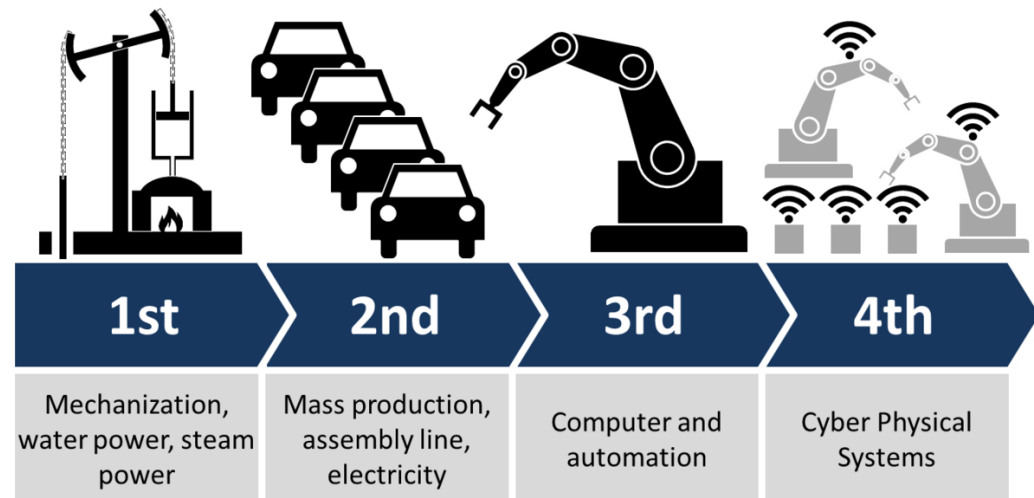 1st
2nd
3rd
4th
Mechanization,
water power, steam
power
Mass production,
assembly line,
electricity
Computer and
automation
Cyber Physical
Systems